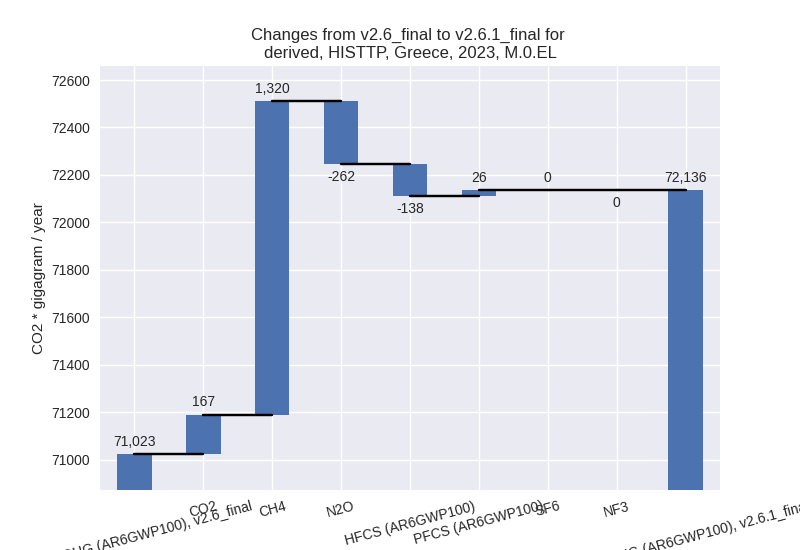 Changes from v2.6_final to v2.6.1_final for
derived, HISTTP, Greece, 2023, M.0.EL
CO2 * gigagram / year
72600
72400
72200
72000
71800
71600
71400
71200
71000
71,023
167
1,320
-262
-138
26
0
0
72,136
(AR6GWP100), v2.6_final
CO2
CH4
N2O
HFCS (AR6GWP100)
PFCS (AR6GWP100)
SF6
NF3
(AR6GWP100), v2.6.1_fina